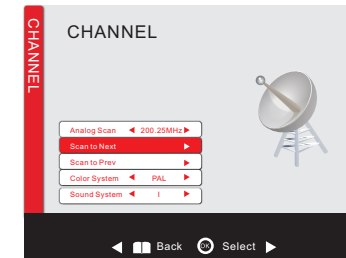 CHANNEL
CHANNEL
Analog Scan ◀ 200.25MHz ▶
Scan to Next ▶
Scan to Prev ▶
Color System ◀ PAL ▶
Sound System ◀ I ▶
◀ Back OK Select ▶